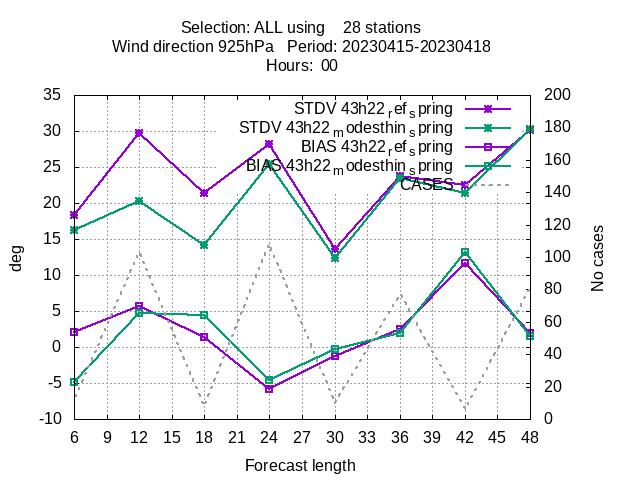 Selection: ALL using    28 stations
Wind direction 925hPa   Period: 20230415-20230418
Hours:  00
STDV 43h22_ref_spring
STDV 43h22_modesthin_spring
BIAS 43h22_ref_spring
BIAS 43h22_modesthin_spring
CASES
35
30
25
20
15
10
5
0
-5
-10
deg
200
180
160
140
120
100
80
60
40
20
0
No cases
6 9 12 15 18 21 24 27 30 33 36 39 42 45 48
Forecast length